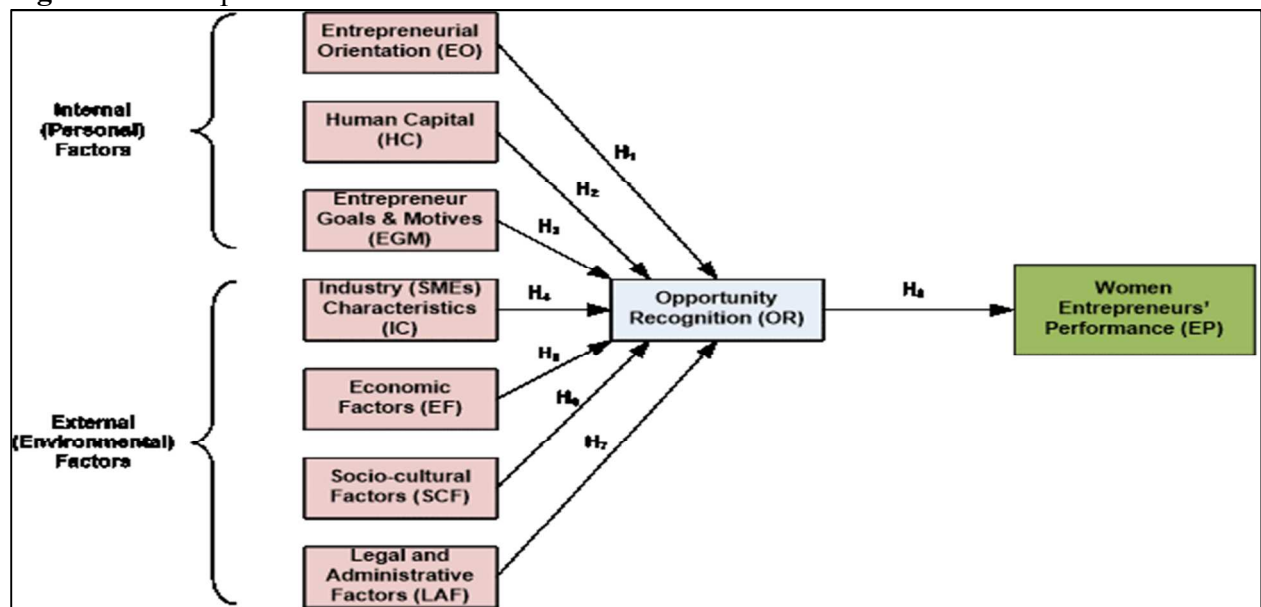 Entrepreneurial
Orientation (EO)
Internal
(Personal)
Factors
Human Capital
(HC)
H₁
H₂
Entrepreneur
Goals & Motives
(EGM)
H₃
Industry (SMEs)
Characteristics
(IC)
H₄
Opportunity
Recognition (OR)
H₈
Women
Entrepreneurs'
Performance (EP)
H₅
Economic
Factors (EF)
H₆
External
(Environmental)
Factors
H₇
Socio-cultural
Factors (SCF)
Legal and
Administrative
Factors (LAF)